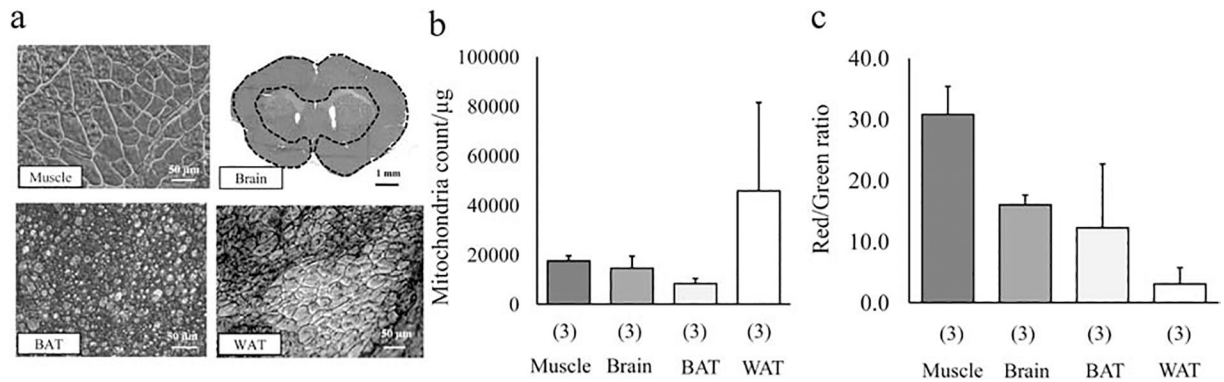 a
Muscle
50 µm
Brain
1 mm
BAT
50 µm
WAT
50 µm
b
Mitochondria count/µg
100000
80000
60000
40000
20000
0
(3) (3) (3) (3)
Muscle Brain BAT WAT
c
Red/Green ratio
40.0
30.0
20.0
10.0
0.0
(3) (3) (3) (3)
Muscle Brain BAT WAT